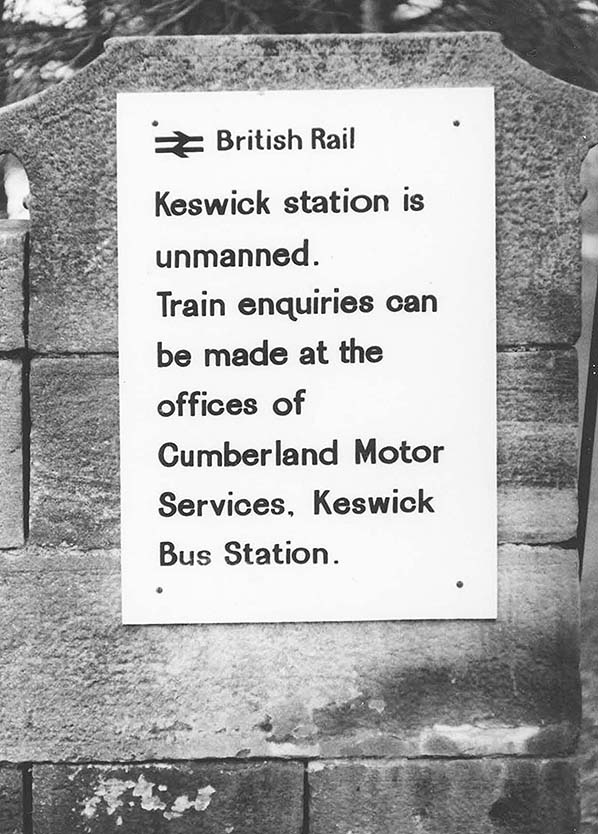 British Rail
Keswick station is
unmanned.
Train enquiries can
be made at the
offices of
Cumberland Motor
Services, Keswick
Bus Station.